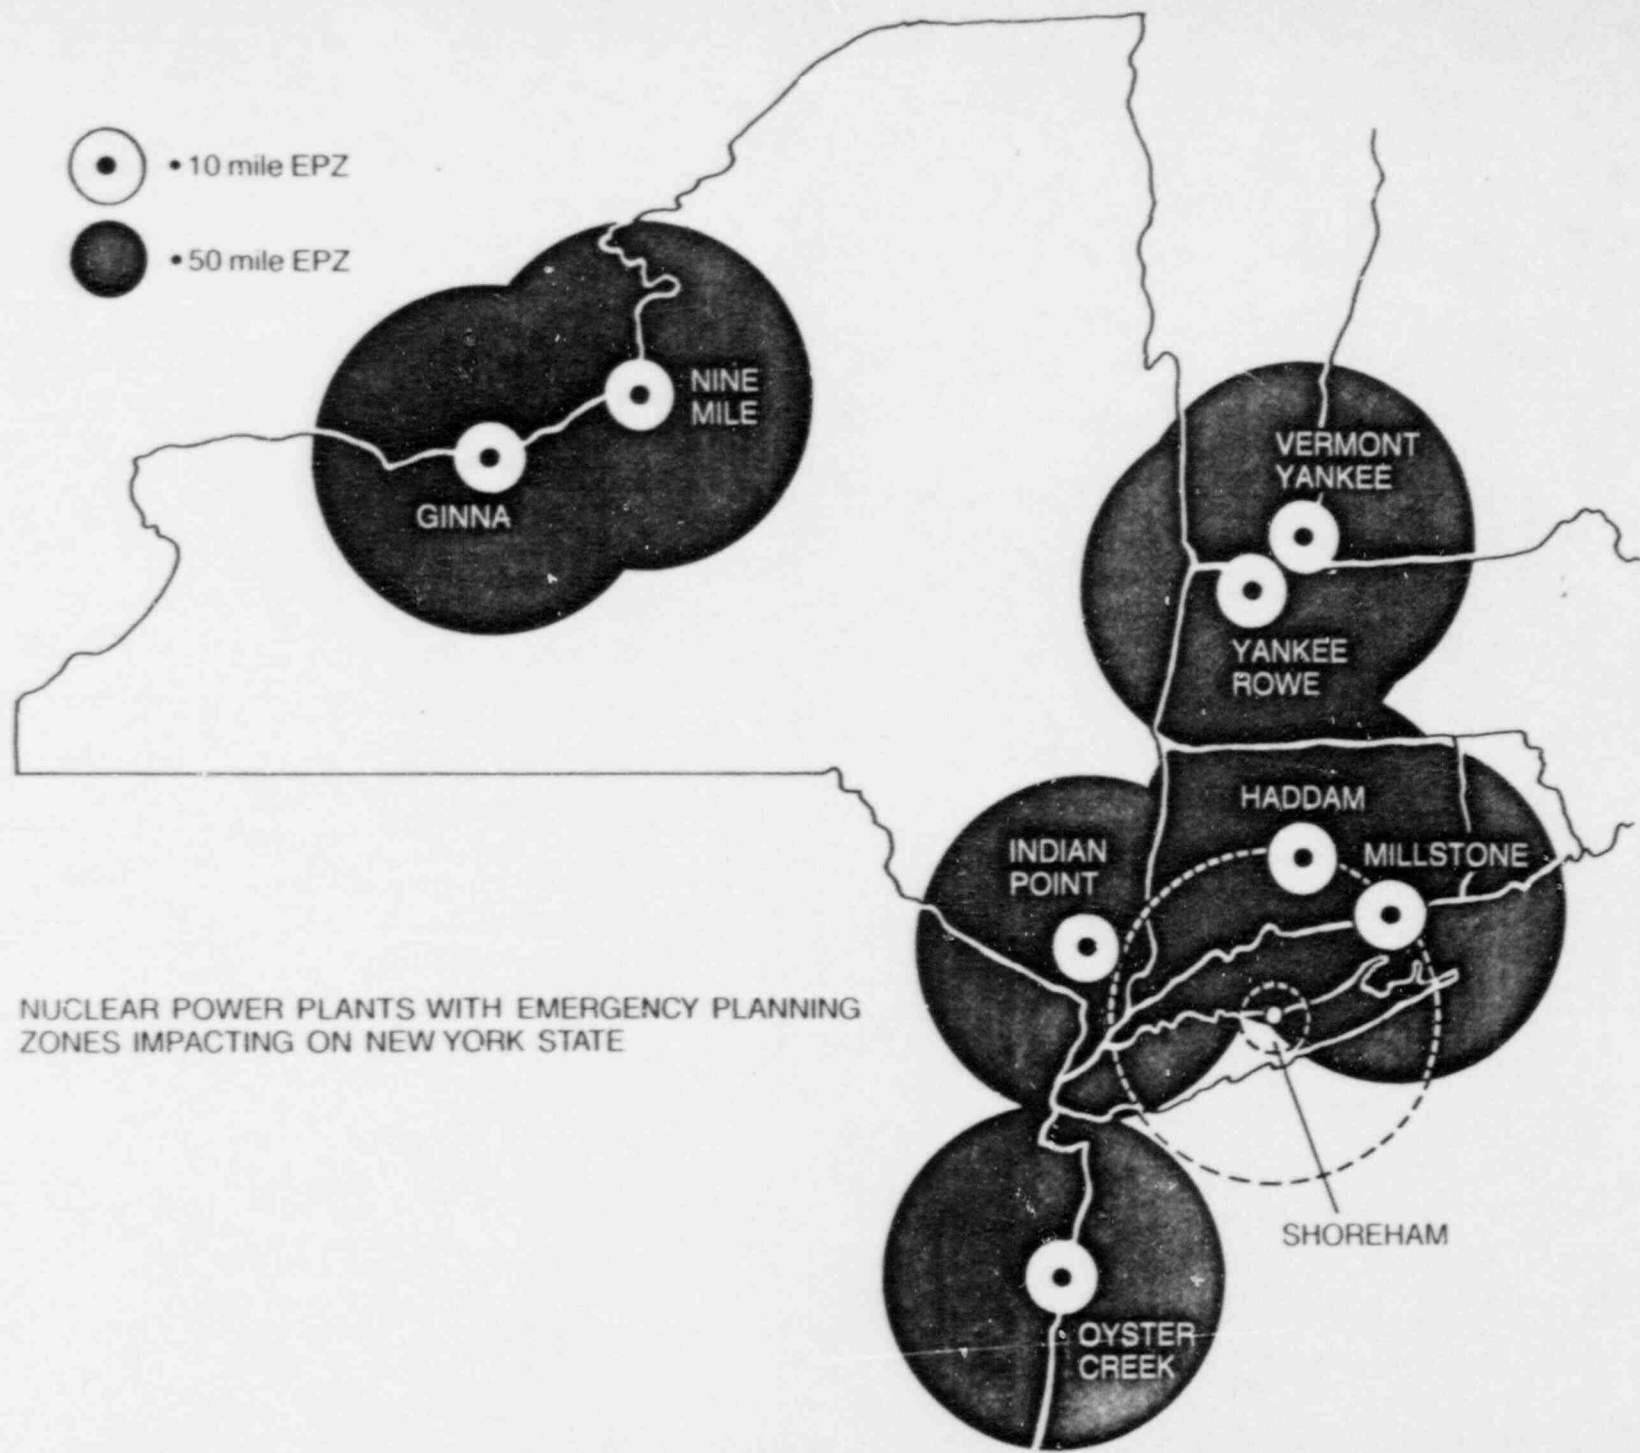 • 10 mile EPZ
• 50 mile EPZ
NINE
MILE
GINNA
VERMONT
YANKEE
YANKEE
ROWE
HADDAM
INDIAN
POINT
MILLSTONE
NUCLEAR POWER PLANTS WITH EMERGENCY PLANNING
ZONES IMPACTING ON NEW YORK STATE
SHOREHAM
OYSTER
CREEK